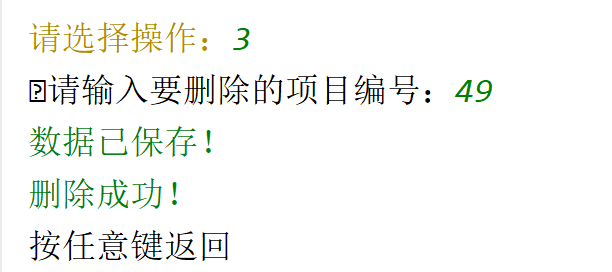 请选择操作：3
请输入要删除的项目编号：49
数据已保存！
删除成功！
按任意键返回